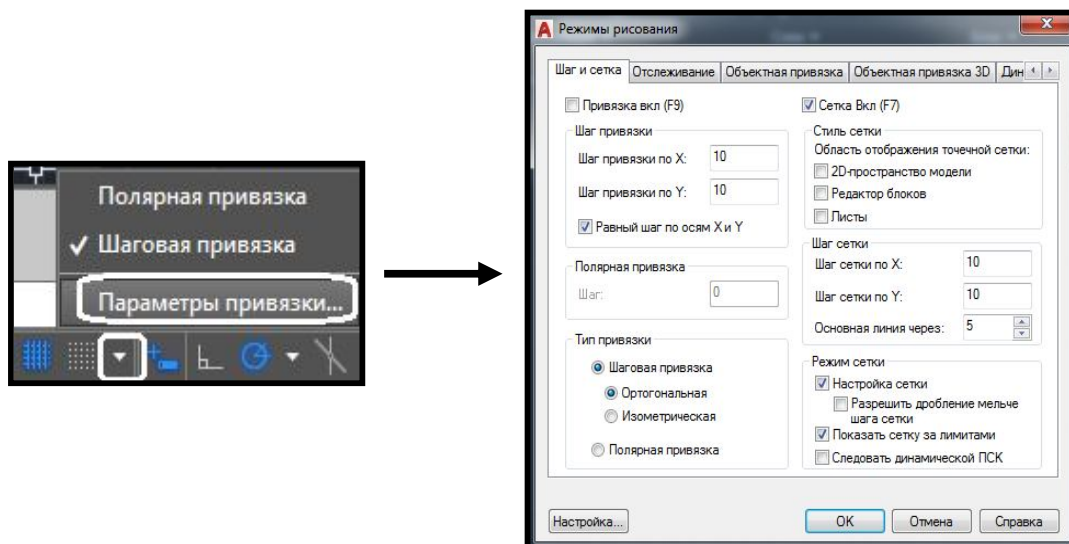 Полярная привязка
Шаговая привязка
Параметры привязки...
Режимы рисования
Шаг и сетка Отслеживание Объектная привязка Объектная привязка 3D Дин
Привязка вкл (F9)
Шаг привязки
Шаг привязки по X: 10
Шаг привязки по Y: 10
Равный шаг по осям X и Y
Полярная привязка
Шаг: 0
Тип привязки
Шаговая привязка
Ортогональная
Изометрическая
Полярная привязка
Сетка Вкл (F7)
Стиль сетки
Область отображения точечной сетки:
2D-пространство модели
Редактор блоков
Листы
Шаг сетки
Шаг сетки по X: 10
Шаг сетки по Y: 10
Основная линия через: 5
Режим сетки
Настройка сетки
Разрешить дробление мельче
шага сетки
Показать сетку за лимитами
Следовать динамической ПСК
Настройка... OK Отмена Справка